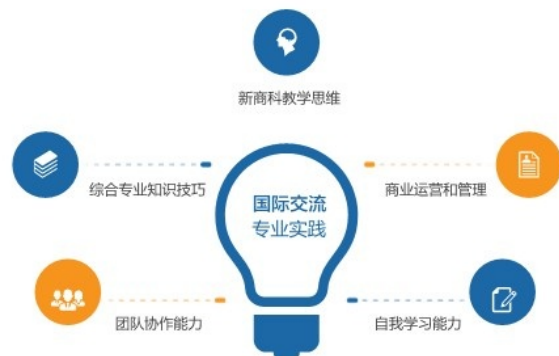 新商科教学思维
综合专业知识技巧
商业运营和管理
国际交流
专业实践
团队协作能力
自我学习能力